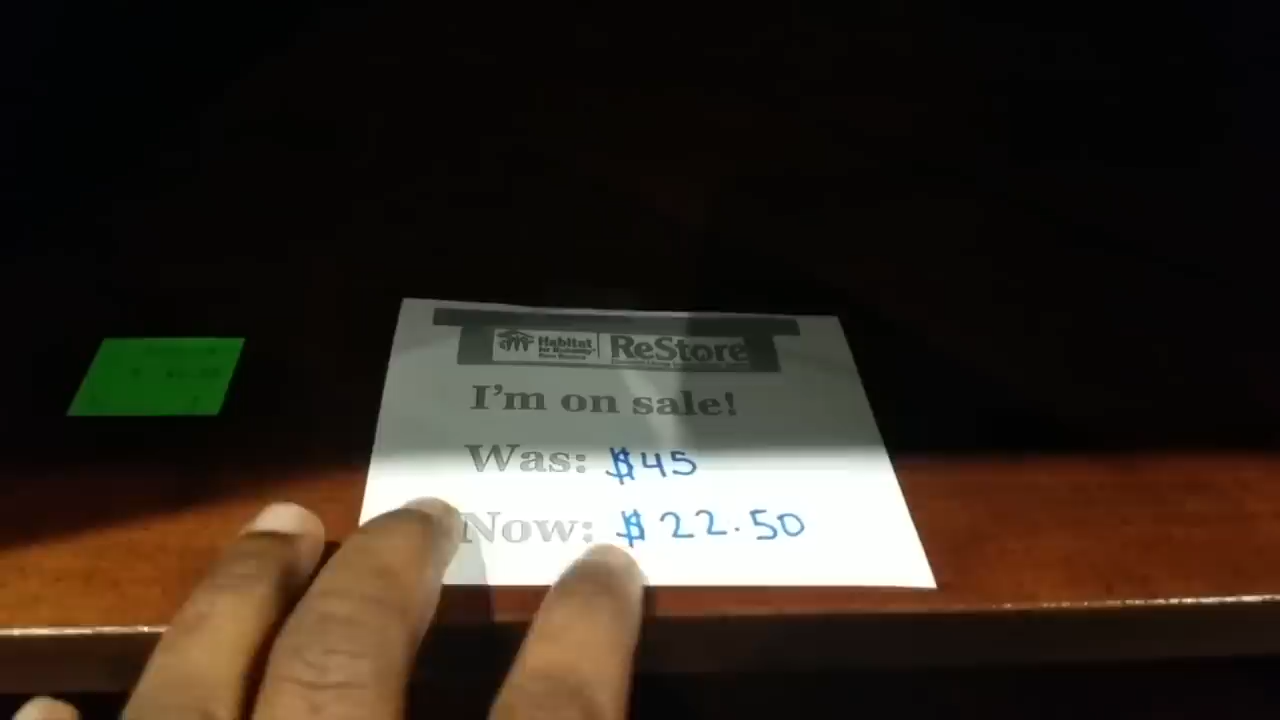 Habitat
for Humanity
ReStore
I'm on sale!
Was: $45
Now: $22.50